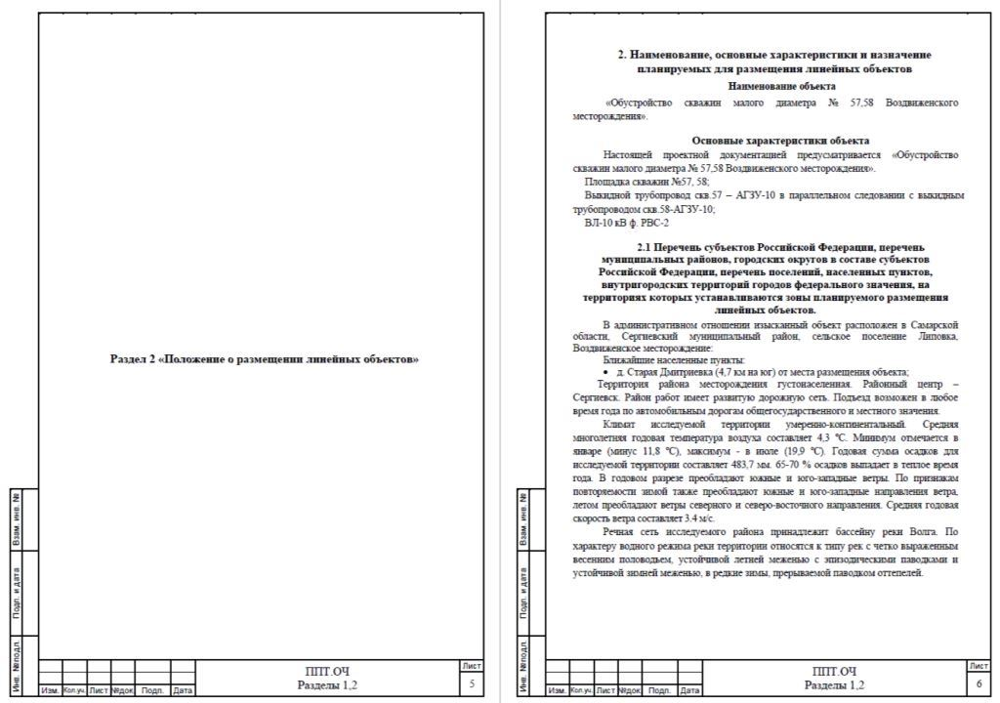 Раздел 2 «Положение о размещении линейных объектов»
Взам. инв. №
Подп. и дата
Инв. №подл.
Изм. Кол.уч. Лист №док Подп. Дата
ППТ.ОЧ
Разделы 1,2
Лист
5
2. Наименование, основные характеристики и назначение
планируемых для размещения линейных объектов
Наименование объекта
«Обустройство скважин малого диаметра № 57,58 Воздвиженского
месторождения».
Основные характеристики объекта
Настоящей проектной документацией предусматривается «Обустройство
скважин малого диаметра № 57,58 Воздвиженского месторождения».
Площадка скважин №57, 58;
Выкидной трубопровод скв.57 – АГЗУ-10 в параллельном следовании с выкидным
трубопроводом скв.58-АГЗУ-10;
ВЛ-10 кВ ф. РВС-2
2.1 Перечень субъектов Российской Федерации, перечень
муниципальных районов, городских округов в составе субъектов
Российской Федерации, перечень поселений, населенных пунктов,
внутригородских территорий городов федерального значения, на
территориях которых устанавливаются зоны планируемого размещения
линейных объектов.
В административном отношении изысканный объект расположен в Самарской
области, Сергиевский муниципальный район, сельское поселение Липовка,
Воздвиженское месторождение:
Ближайшие населенные пункты:
• д. Старая Дмитриевка (4,7 км на юг) от места размещения объекта;
Территория района месторождения густонаселенная. Районный центр –
Сергиевск. Район работ имеет развитую дорожную сеть. Подъезд возможен в любое
время года по автомобильным дорогам общегосударственного и местного значения.
Климат исследуемой территории умеренно-континентальный. Средняя
многолетняя годовая температура воздуха составляет 4,3 °С. Минимум отмечается в
январе (минус 11,8 °С), максимум - в июле (19,9 °С). Годовая сумма осадков для
исследуемой территории составляет 483,7 мм. 65-70 % осадков выпадает в теплое время
года. В годовом разрезе преобладают южные и юго-западные ветры. По признакам
повторяемости зимой также преобладают южные и юго-западные направления ветра,
летом преобладают ветры северного и северо-восточного направления. Средняя годовая
скорость ветра составляет 3.4 м/с.
Речная сеть исследуемого района принадлежит бассейну реки Волга. По
характеру водного режима реки территории относятся к типу рек с четко выраженным
весенним половодьем, устойчивой летней меженью с эпизодическими паводками и
устойчивой зимней меженью, в редкие зимы, прерываемой паводком оттепелей.
Взам. инв. №
Подп. и дата
Инв. №подл.
Изм. Кол.уч. Лист №док Подп. Дата
ППТ.ОЧ
Разделы 1,2
Лист
6